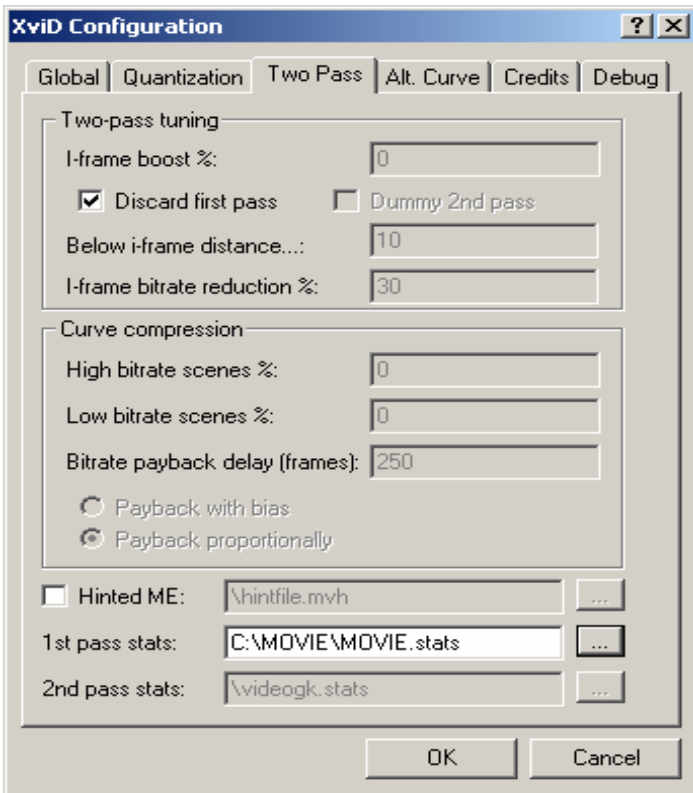 XviD Configuration ? X
Global Quantization Two Pass Alt. Curve Credits Debug
Two-pass tuning
I-frame boost %: 0
Discard first pass Dummy 2nd pass
Below i-frame distance...: 10
I-frame bitrate reduction %: 30
Curve compression
High bitrate scenes %: 0
Low bitrate scenes %: 0
Bitrate payback delay (frames): 250
Payback with bias
Payback proportionally
Hinted ME: \hintfile.mvh ...
1st pass stats: C:\MOVIE\MOVIE.stats ...
2nd pass stats: \videogk.stats ...
OK Cancel